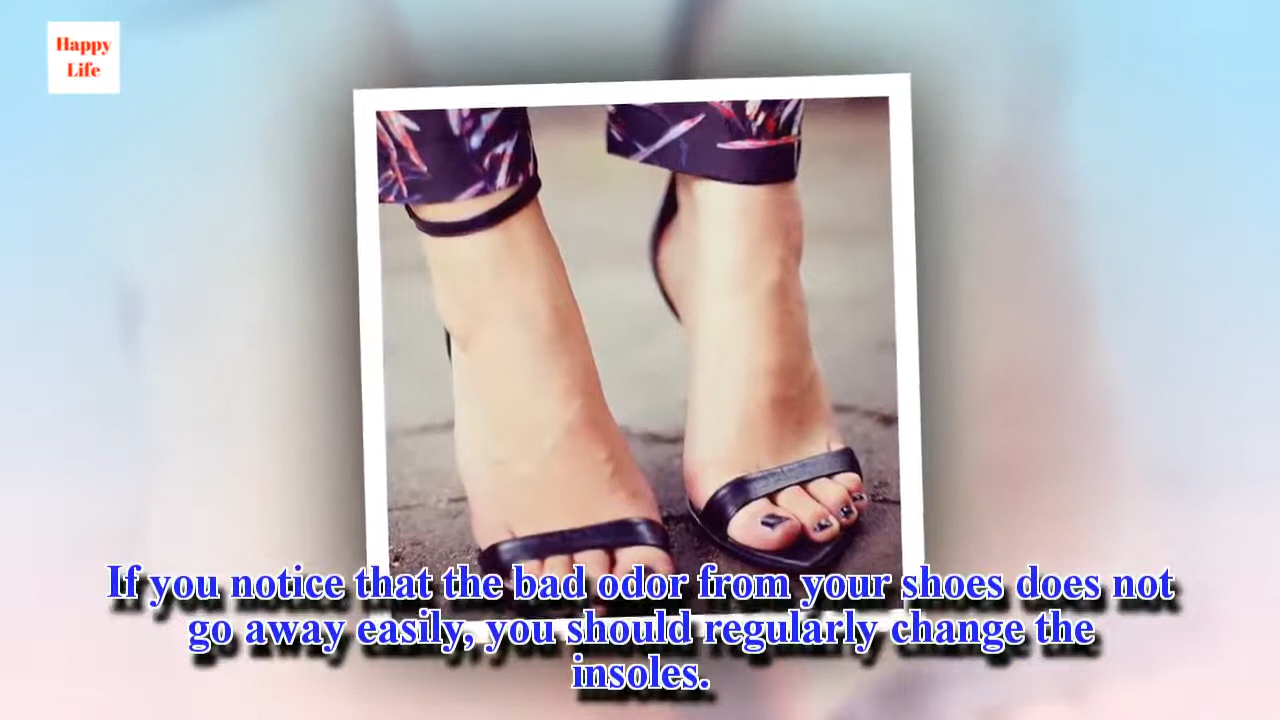 Happy
Life
If you notice that the bad odor from your shoes does not
go away easily, you should regularly change the
insoles.